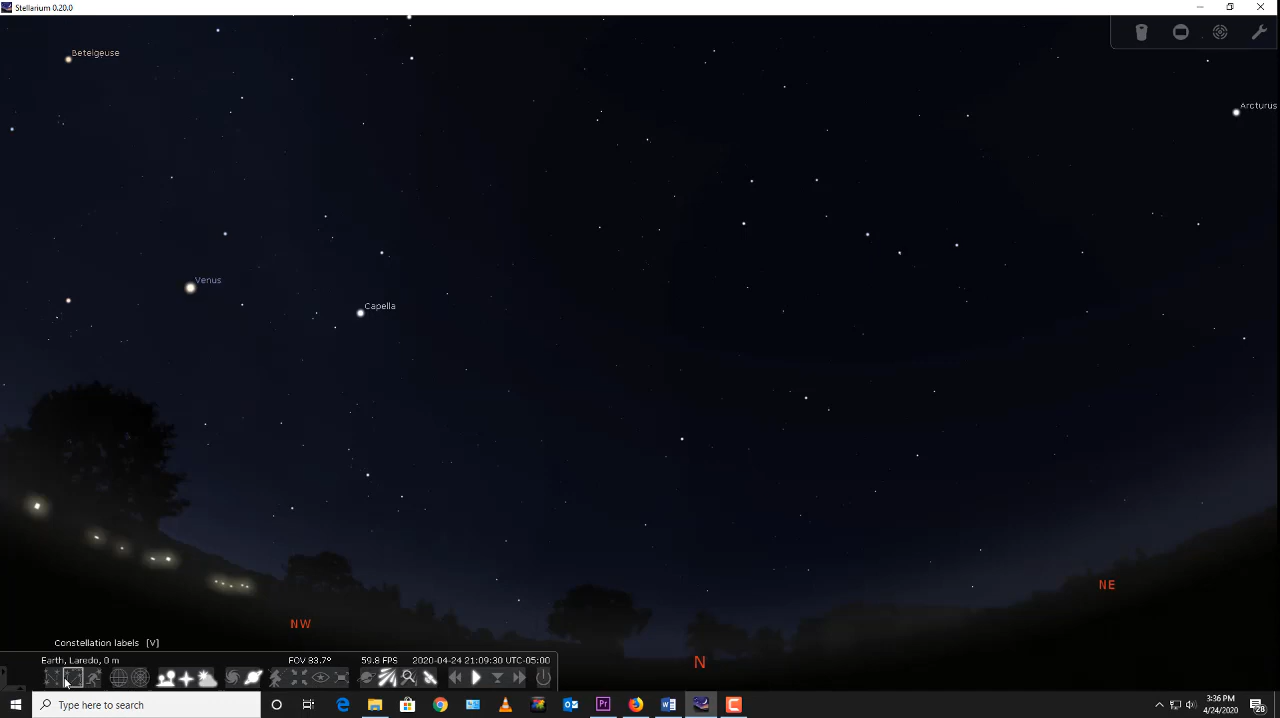 Stellarium 0.20.0
Betelgeuse
Arcturus
Venus
Capella
NE
NW
Constellation labels [V]
Earth, Laredo, 0 m FOV 83.7° 59.8 FPS 2020-04-24 21:09:30 UTC-05:00
N
Type here to search
3:36 PM
4/24/2020
28